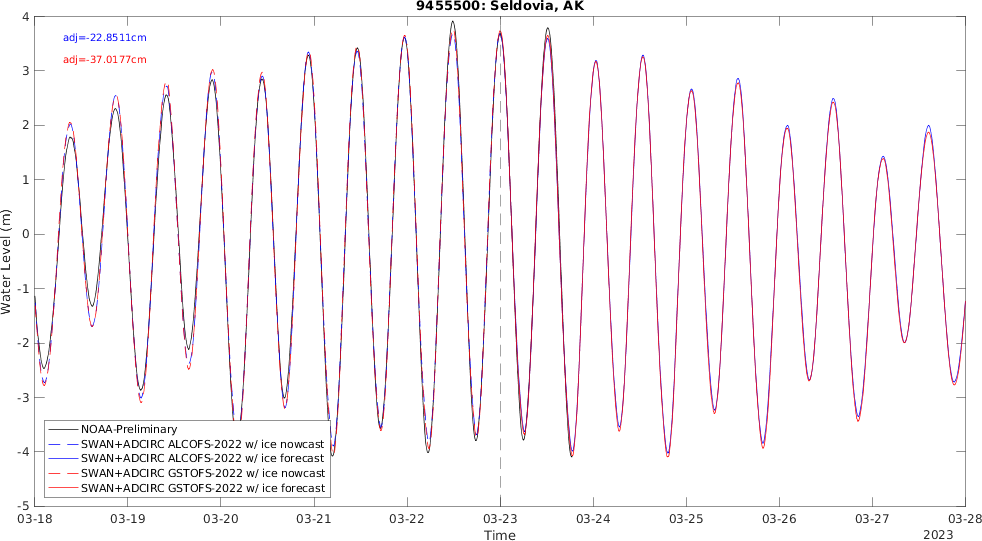 9455500: Seldovia, AK
adj=-22.8511cm
adj=-37.0177cm
4
3
2
1
0
-1
-2
-3
-4
-5
Water Level (m)
NOAA-Preliminary
SWAN+ADCIRC ALCOFS-2022 w/ ice nowcast
SWAN+ADCIRC ALCOFS-2022 w/ ice forecast
SWAN+ADCIRC GSTOFS-2022 w/ ice nowcast
SWAN+ADCIRC GSTOFS-2022 w/ ice forecast
03-18 03-19 03-20 03-21 03-22 03-23 03-24 03-25 03-26 03-27 03-28
Time
2023